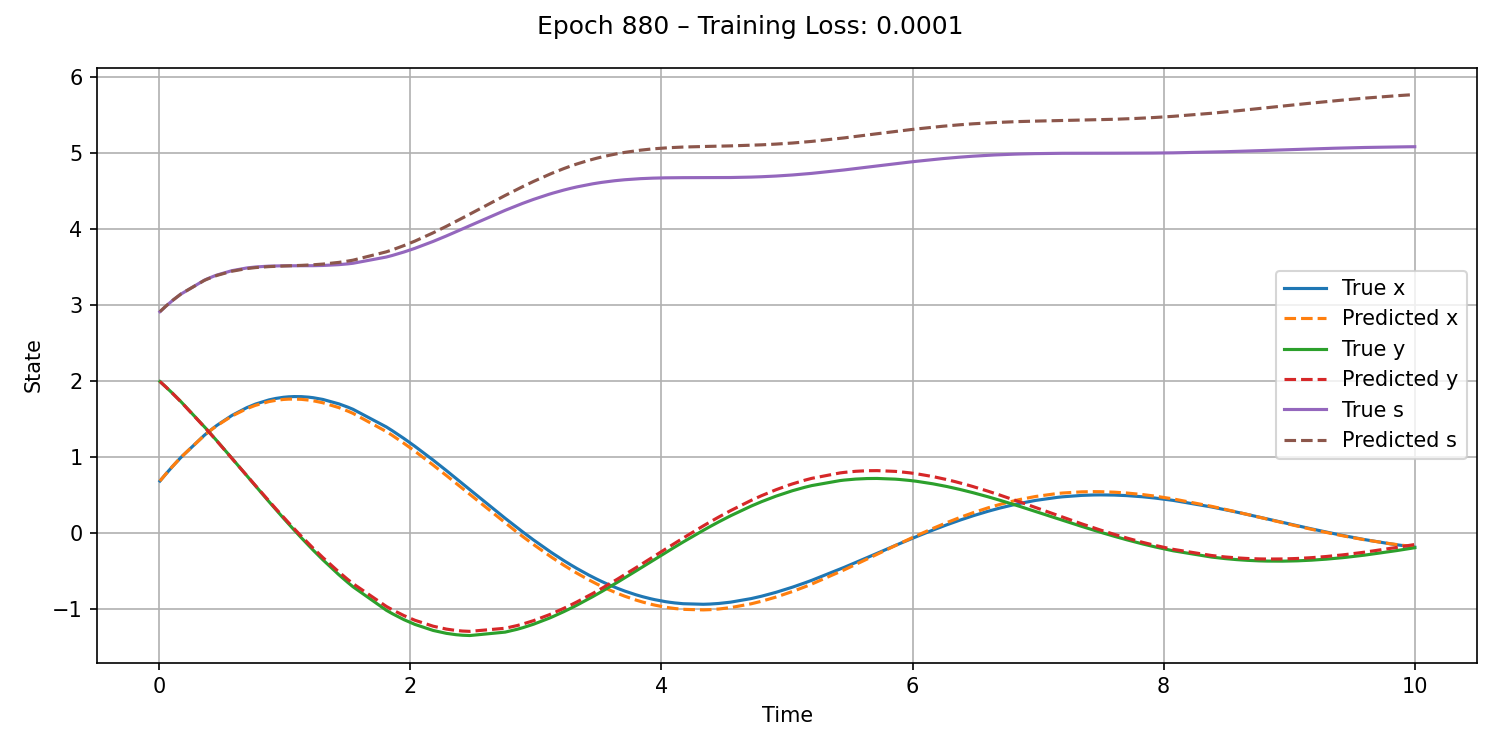 Epoch 880 – Training Loss: 0.0001
6
5
4
3
2
1
0
−1
State
True x
Predicted x
True y
Predicted y
True s
Predicted s
0 2 4 6 8 10
Time